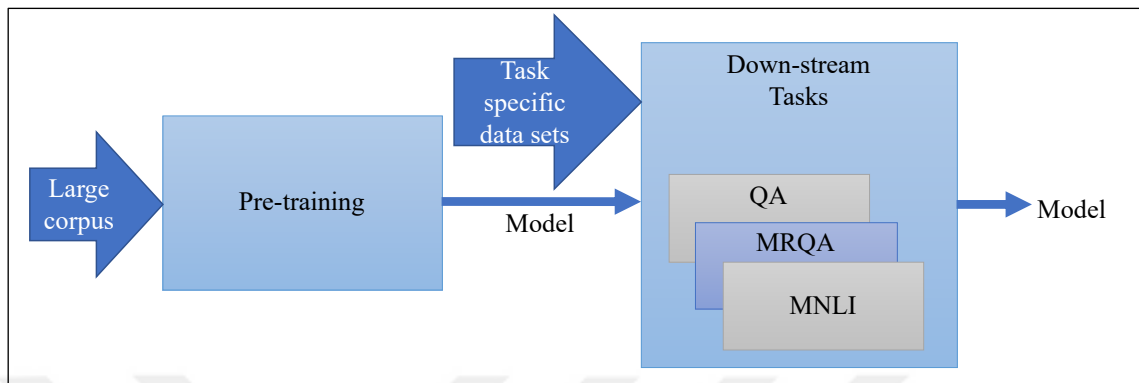 Large
corpus
Pre-training
Model
Task
specific
data sets
Down-stream
Tasks
QA
MRQA
MNLI
Model